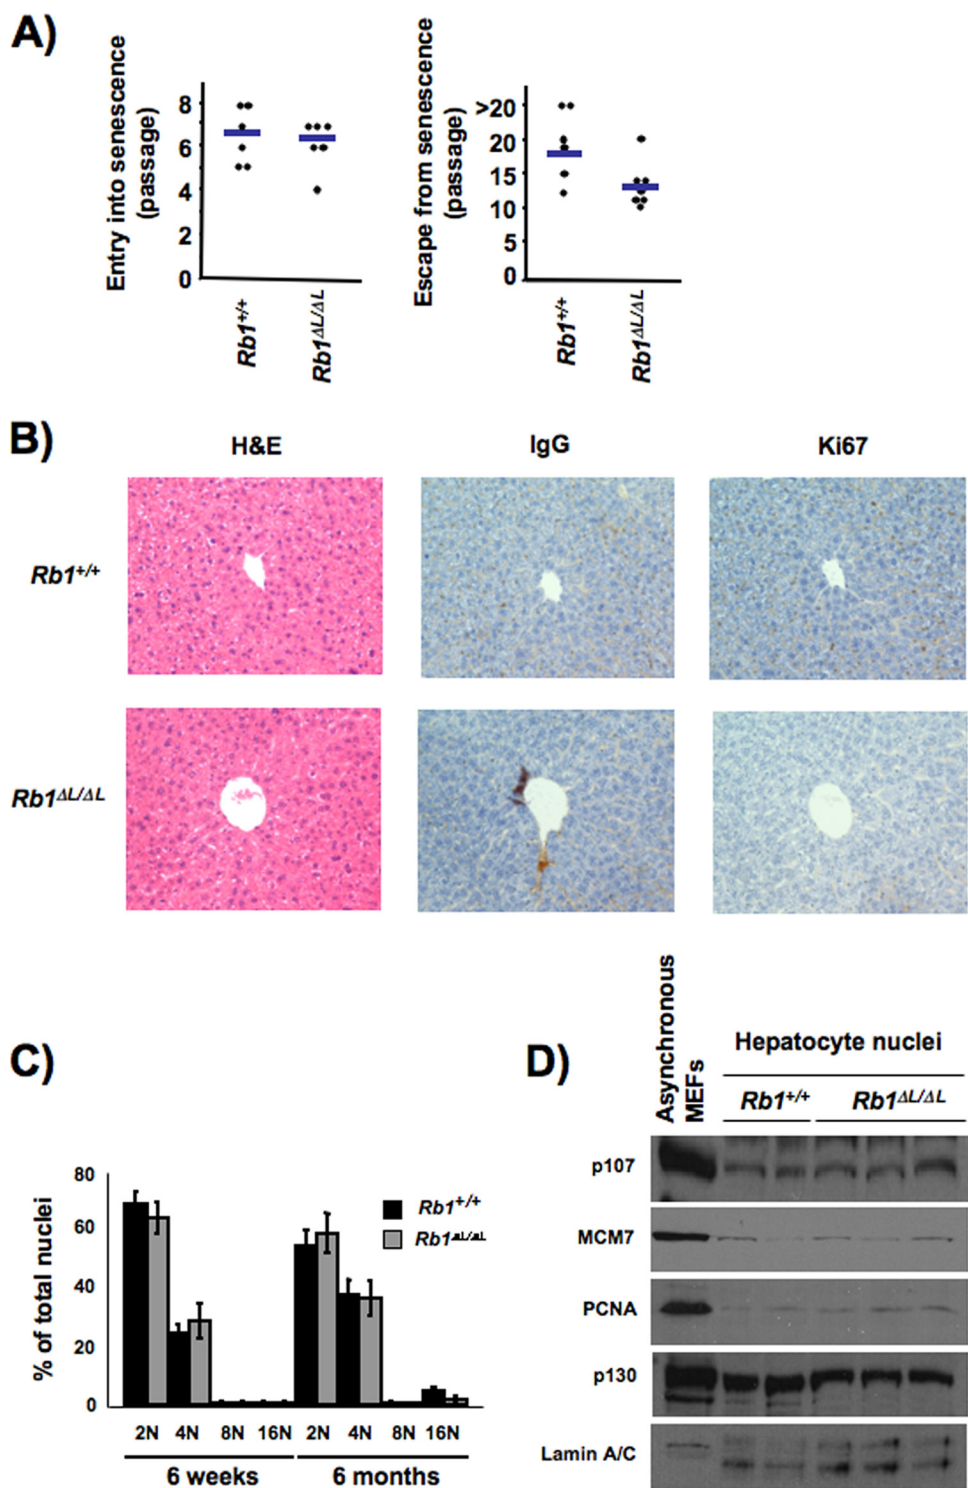 A)
Entry into senescence
(passage)
8
6
4
2
0
Rb1+/+
Rb1ΔL/ΔL
Escape from senescence
(passage)
>20
20
15
10
5
0
Rb1+/+
Rb1ΔL/ΔL
B)
H&E IgG Ki67
Rb1+/+
Rb1ΔL/ΔL
C)
% of total nuclei
80
60
40
20
0
Rb1+/+
Rb1ΔL/ΔL
2N 4N 8N 16N 2N 4N 8N 16N
6 weeks 6 months
D)
Asynchronous
MEFs
Hepatocyte nuclei
Rb1+/+ Rb1ΔL/ΔL
p107
MCM7
PCNA
p130
Lamin A/C